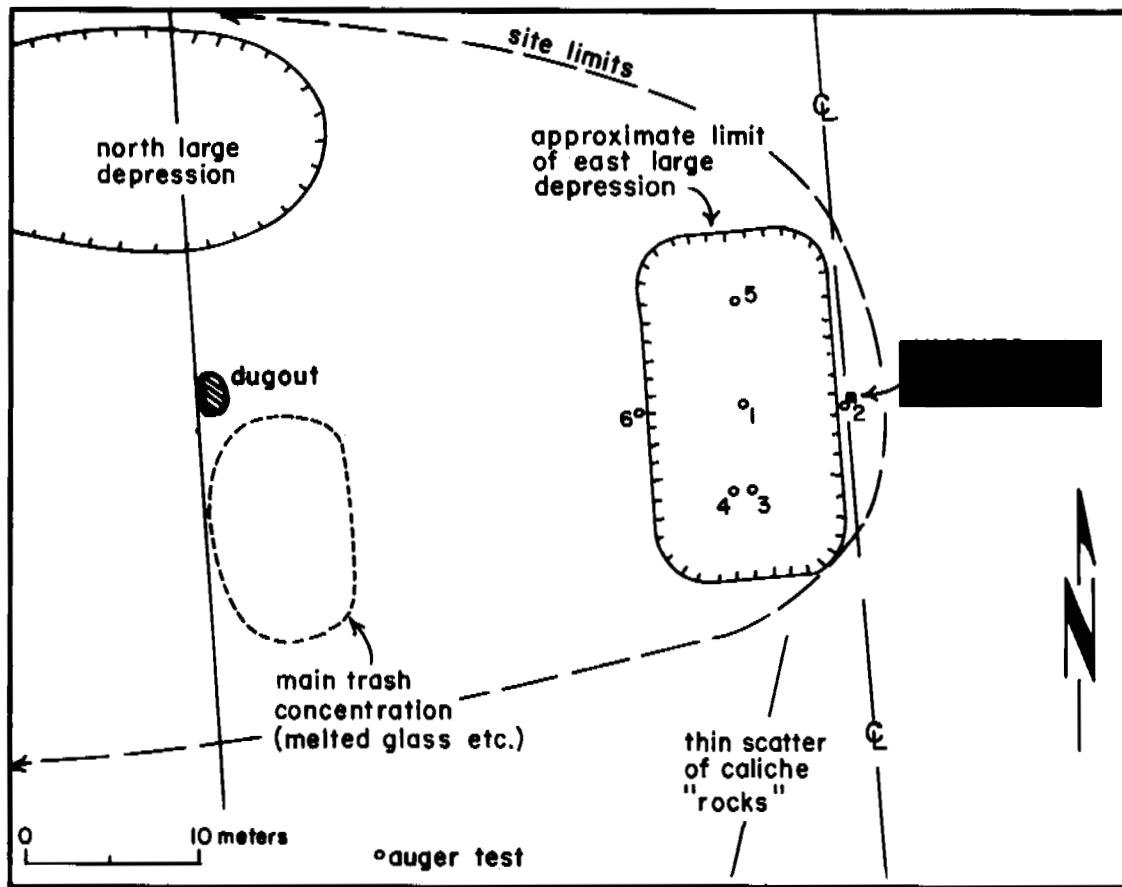 site limits
℄
north large
depression
approximate limit
of east large
depression
5
dugout
6
1
2
4
3
N
main trash
concentration
(melted glass etc.)
thin scatter
of caliche
"rocks"
℄
0
10 meters
auger test